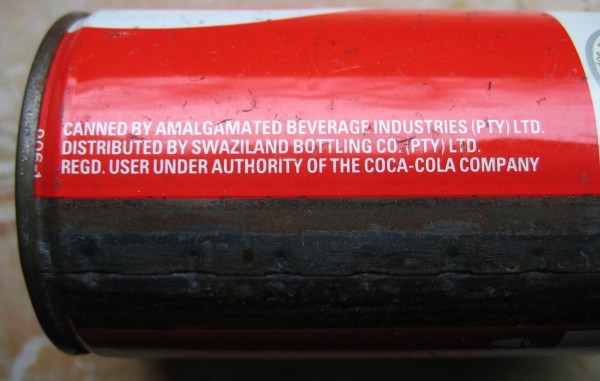 CANNED BY AMALGAMATED BEVERAGE INDUSTRIES (PTY) LTD.
DISTRIBUTED BY SWAZILAND BOTTLING CO. (PTY) LTD.
REGD. USER UNDER AUTHORITY OF THE COCA-COLA COMPANY